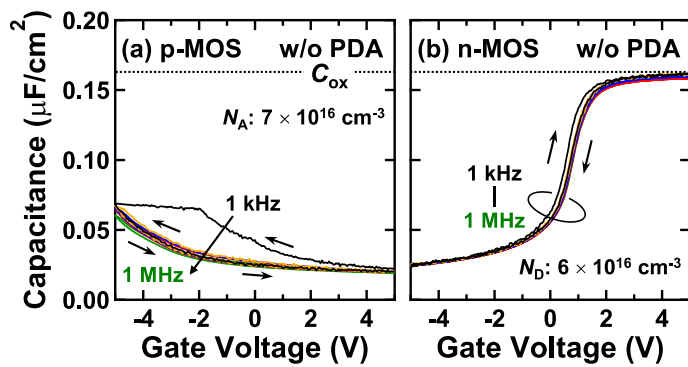 (a) p-MOS w/o PDA
C_ox
N_A: 7 × 10^16 cm^-3
1 kHz
1 MHz
0.20
0.15
0.10
0.05
0.00
Capacitance (μF/cm^2)
-4 -2 0 2 4
Gate Voltage (V)
(b) n-MOS w/o PDA
1 kHz
1 MHz
N_D: 6 × 10^16 cm^-3
-4 -2 0 2 4
Gate Voltage (V)